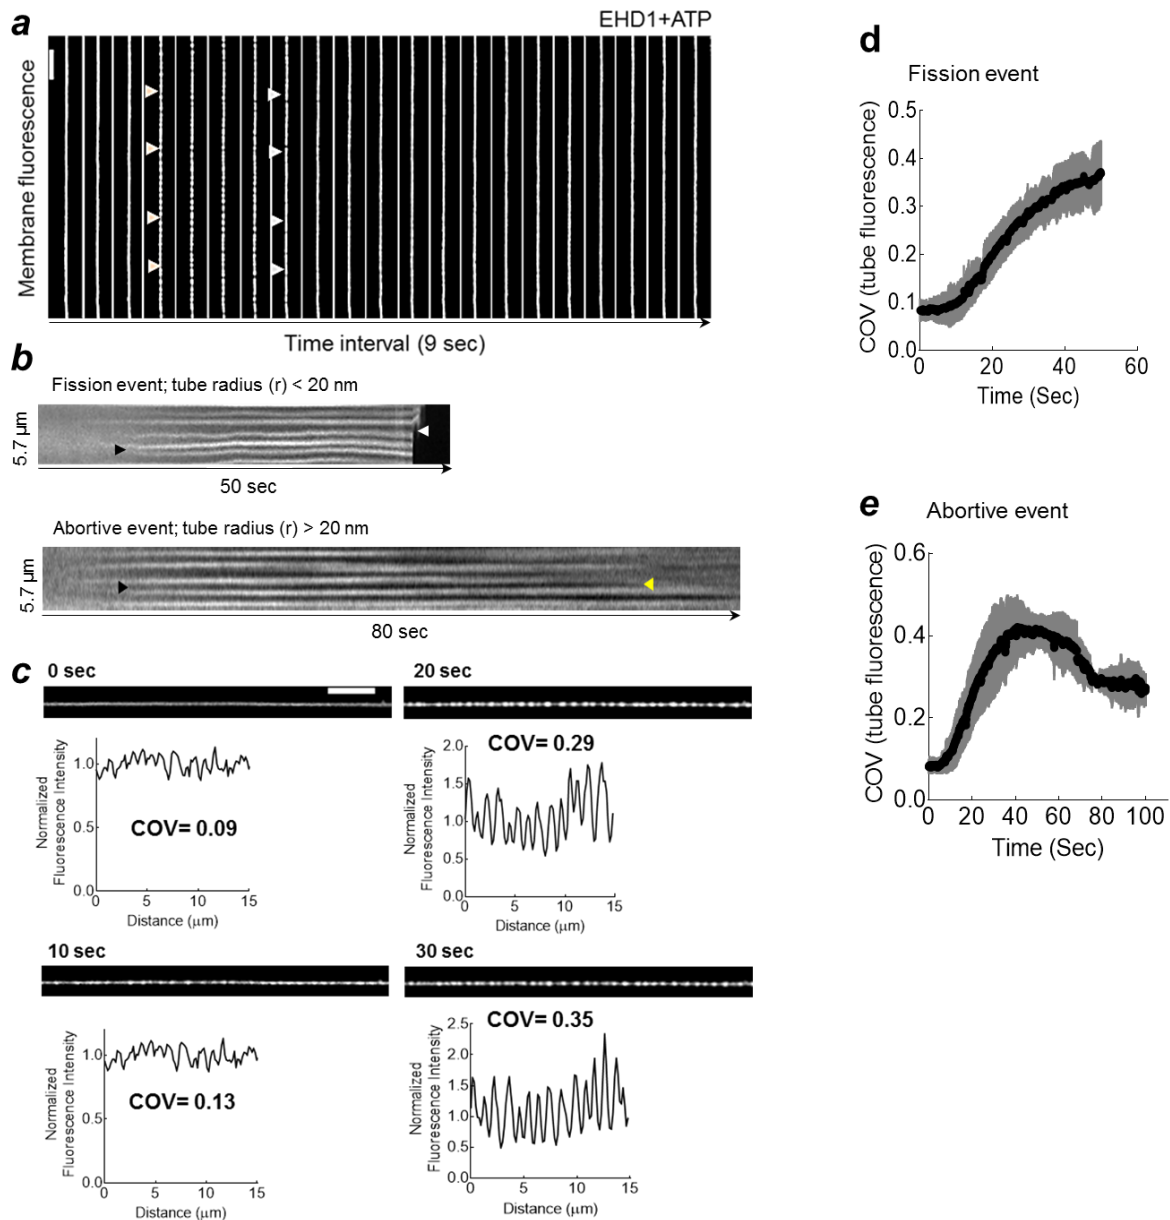 a
EHD1+ATP
Membrane fluorescence
Time interval (9 sec)
b
Fission event; tube radius (r) < 20 nm
5.7 µm
50 sec
Abortive event; tube radius (r) > 20 nm
5.7 µm
80 sec
c
0 sec
Normalized
Fluorescence Intensity
1.0
0.5
0.0
COV= 0.09
0 5 10 15
Distance (µm)
20 sec
Normalized
Fluorescence Intensity
2.0
1.5
1.0
0.5
0.0
COV= 0.29
0 5 10 15
Distance (µm)
10 sec
Normalized
Fluorescence Intensity
1.0
0.5
0.0
COV= 0.13
0 5 10 15
Distance (µm)
30 sec
Normalized
Fluorescence Intensity
2.5
2.0
1.5
1.0
0.5
0.0
COV= 0.35
0 5 10 15
Distance (µm)
d
Fission event
COV (tube fluorescence)
0.5
0.4
0.3
0.2
0.1
0.0
0 20 40 60
Time (Sec)
e
Abortive event
COV (tube fluorescence)
0.6
0.4
0.2
0.0
0 20 40 60 80 100
Time (Sec)